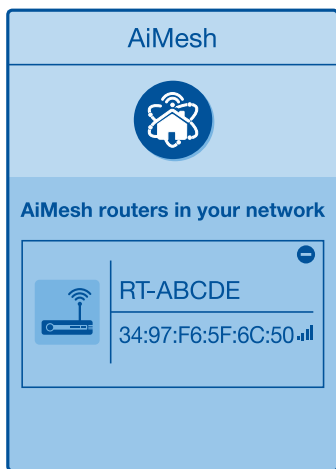 AiMesh
AiMesh routers in your network
RT-ABCDE
34:97:F6:5F:6C:50